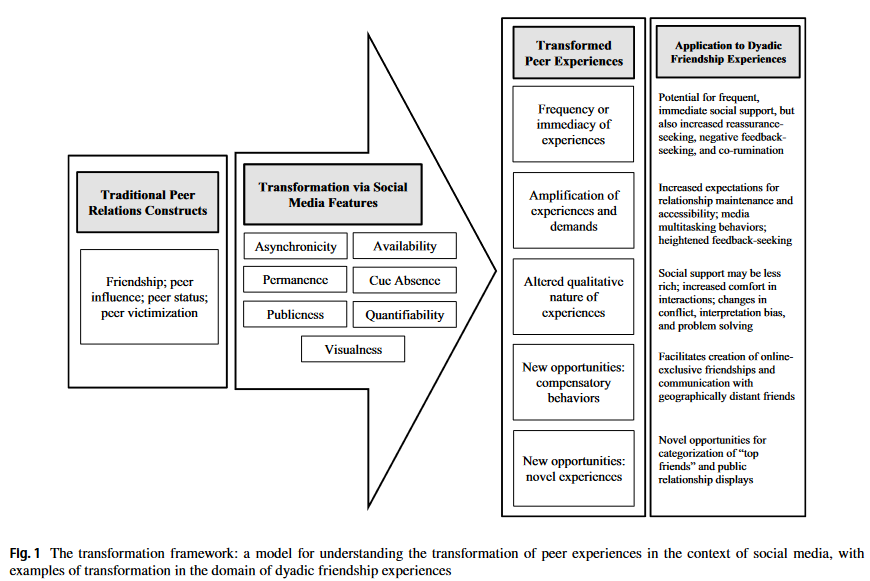 Traditional Peer
Relations Constructs
Friendship; peer
influence; peer status;
peer victimization
Transformation via Social
Media Features
Asynchronicity
Availability
Permanence
Cue Absence
Publicness
Quantifiability
Visualness
Transformed
Peer Experiences
Application to Dyadic
Friendship Experiences
Frequency or
immediacy of
experiences
Potential for frequent,
immediate social support, but
also increased reassurance-
seeking, negative feedback-
seeking, and co-rumination
Amplification of
experiences and
demands
Increased expectations for
relationship maintenance and
accessibility; media
multitasking behaviors;
heightened feedback-seeking
Altered qualitative
nature of
experiences
Social support may be less
rich; increased comfort in
interactions; changes in
conflict, interpretation bias,
and problem solving
New opportunities:
compensatory
behaviors
Facilitates creation of online-
exclusive friendships and
communication with
geographically distant friends
New opportunities:
novel experiences
Novel opportunities for
categorization of “top
friends” and public
relationship displays
Fig. 1 The transformation framework: a model for understanding the transformation of peer experiences in the context of social media, with
examples of transformation in the domain of dyadic friendship experiences